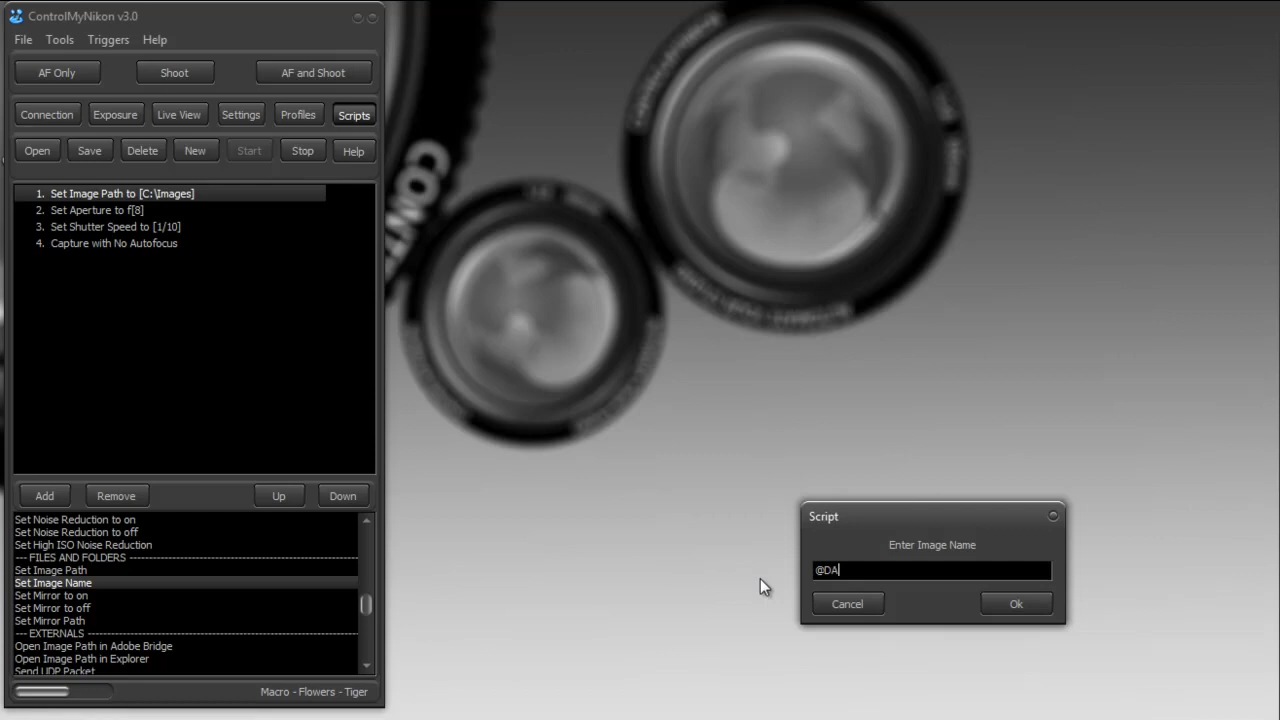 ControlMyNikon v3.0
File Tools Triggers Help
AF Only Shoot AF and Shoot
Connection Exposure Live View Settings Profiles Scripts
Open Save Delete New Start Stop Help
1. Set Image Path to [C:\Images]
2. Set Aperture to f[8]
3. Set Shutter Speed to [1/10]
4. Capture with No Autofocus
Add Remove Up Down
Set Noise Reduction to on
Set Noise Reduction to off
Set High ISO Noise Reduction
--- FILES AND FOLDERS ---
Set Image Path
Set Image Name
Set Mirror to on
Set Mirror to off
Set Mirror Path
--- EXTERNALS ---
Open Image Path in Adobe Bridge
Open Image Path in Explorer
Send UDP Packet
Macro - Flowers - Tiger
Script
Enter Image Name
@DA
Cancel Ok
CONT